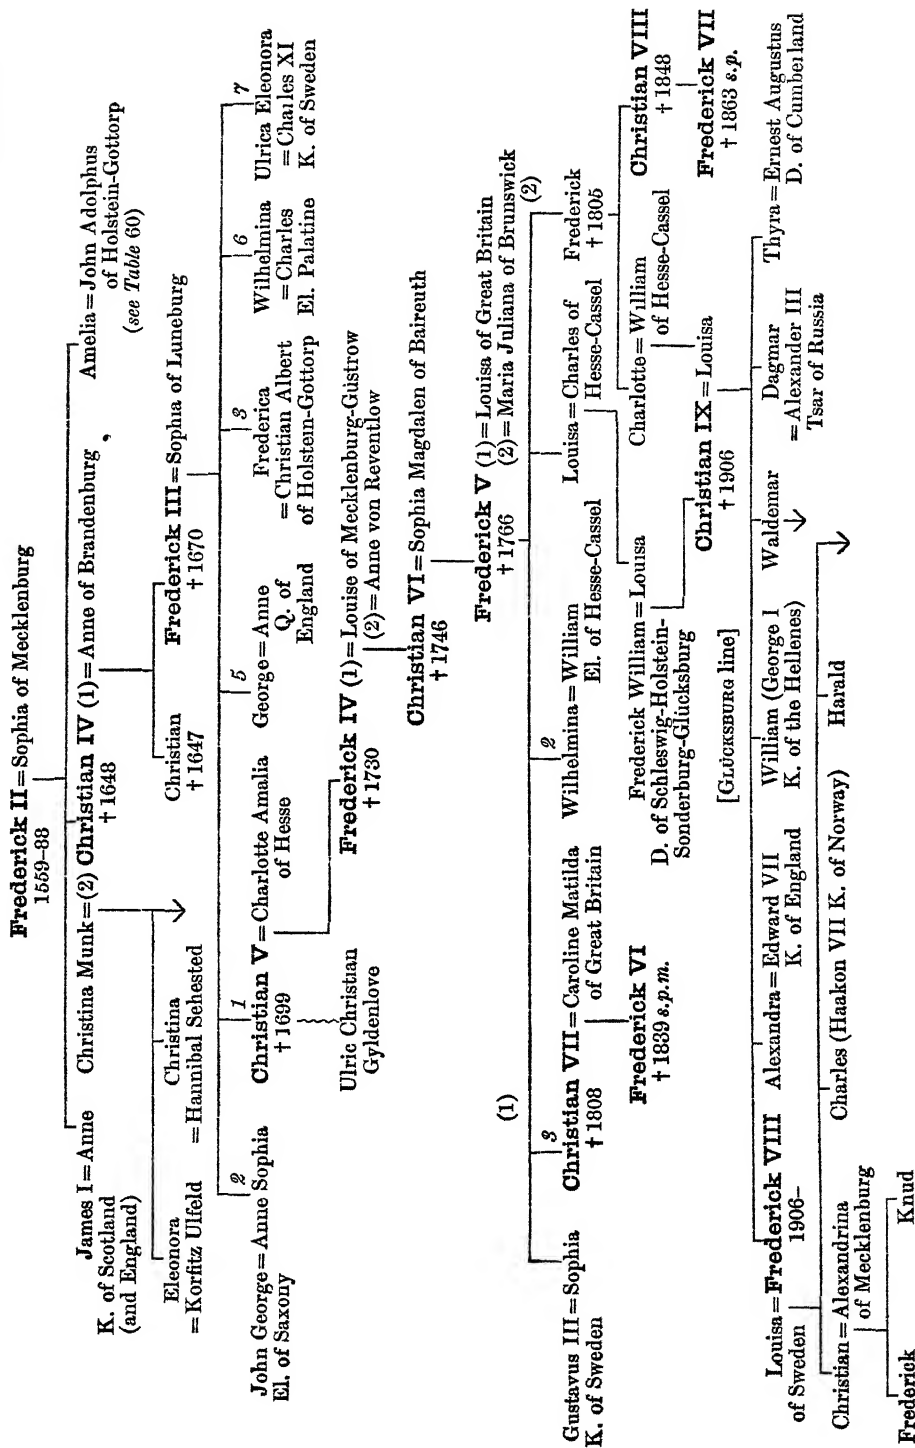 Frederick II = Sophia of Mecklenburg
1559–88
James I = Anne
K. of Scotland
(and England)
Christina Munk = (2) Christian IV (1) = Anne of Brandenburg
†1648
Amelia = John Adolphus
of Holstein-Gottorp
(see Table 60)
Eleonora
= Korfitz Ulfeld
Christina
= Hannibal Sehested
Christian
†1647
Frederick III = Sophia of Luneburg
†1670
2
John George = Anne Sophia
El. of Saxony
1
Christian V = Charlotte Amalia
†1699
of Hesse
5
George = Anne
Q. of
England
3
Frederica
= Christian Albert
of Holstein-Gottorp
6
Wilhelmina
= Charles
El. Palatine
7
Ulrica Eleonora
= Charles XI
K. of Sweden
Ulric Christian
Gyldenlove
Frederick IV (1) = Louise of Mecklenburg-Gustrow
†1730
(2) = Anne von Reventlow
Christian VI = Sophia Magdalen of Baireuth
†1746
Frederick V (1) = Louisa of Great Britain
†1766
(2) = Maria Juliana of Brunswick
(1)
(2)
Gustavus III = Sophia
K. of Sweden
3
Christian VII = Caroline Matilda
†1808
of Great Britain
2
Wilhelmina = William
El. of Hesse-Cassel
Louisa = Charles of
Hesse-Cassel
Frederick
†1805
Frederick VI
†1839 s.p.m.
Frederick William = Louisa
D. of Schleswig-Holstein-
Sonderburg-Glücksburg
Charlotte = William
of Hesse-Cassel
Christian VIII
†1848
Christian IX = Louisa
†1906
Frederick VII
†1863 s.p.
[GLÜCKSBURG line]
Louisa = Frederick VIII
of Sweden
1906–
Alexandra = Edward VII
K. of England
William (George I
K. of the Hellenes)
Waldemar
Dagmar
= Alexander III
Tsar of Russia
Thyra = Ernest Augustus
D. of Cumberland
Christian = Alexandrina
of Mecklenburg
Charles (Haakon VII K. of Norway)
Harald
Frederick
Knud